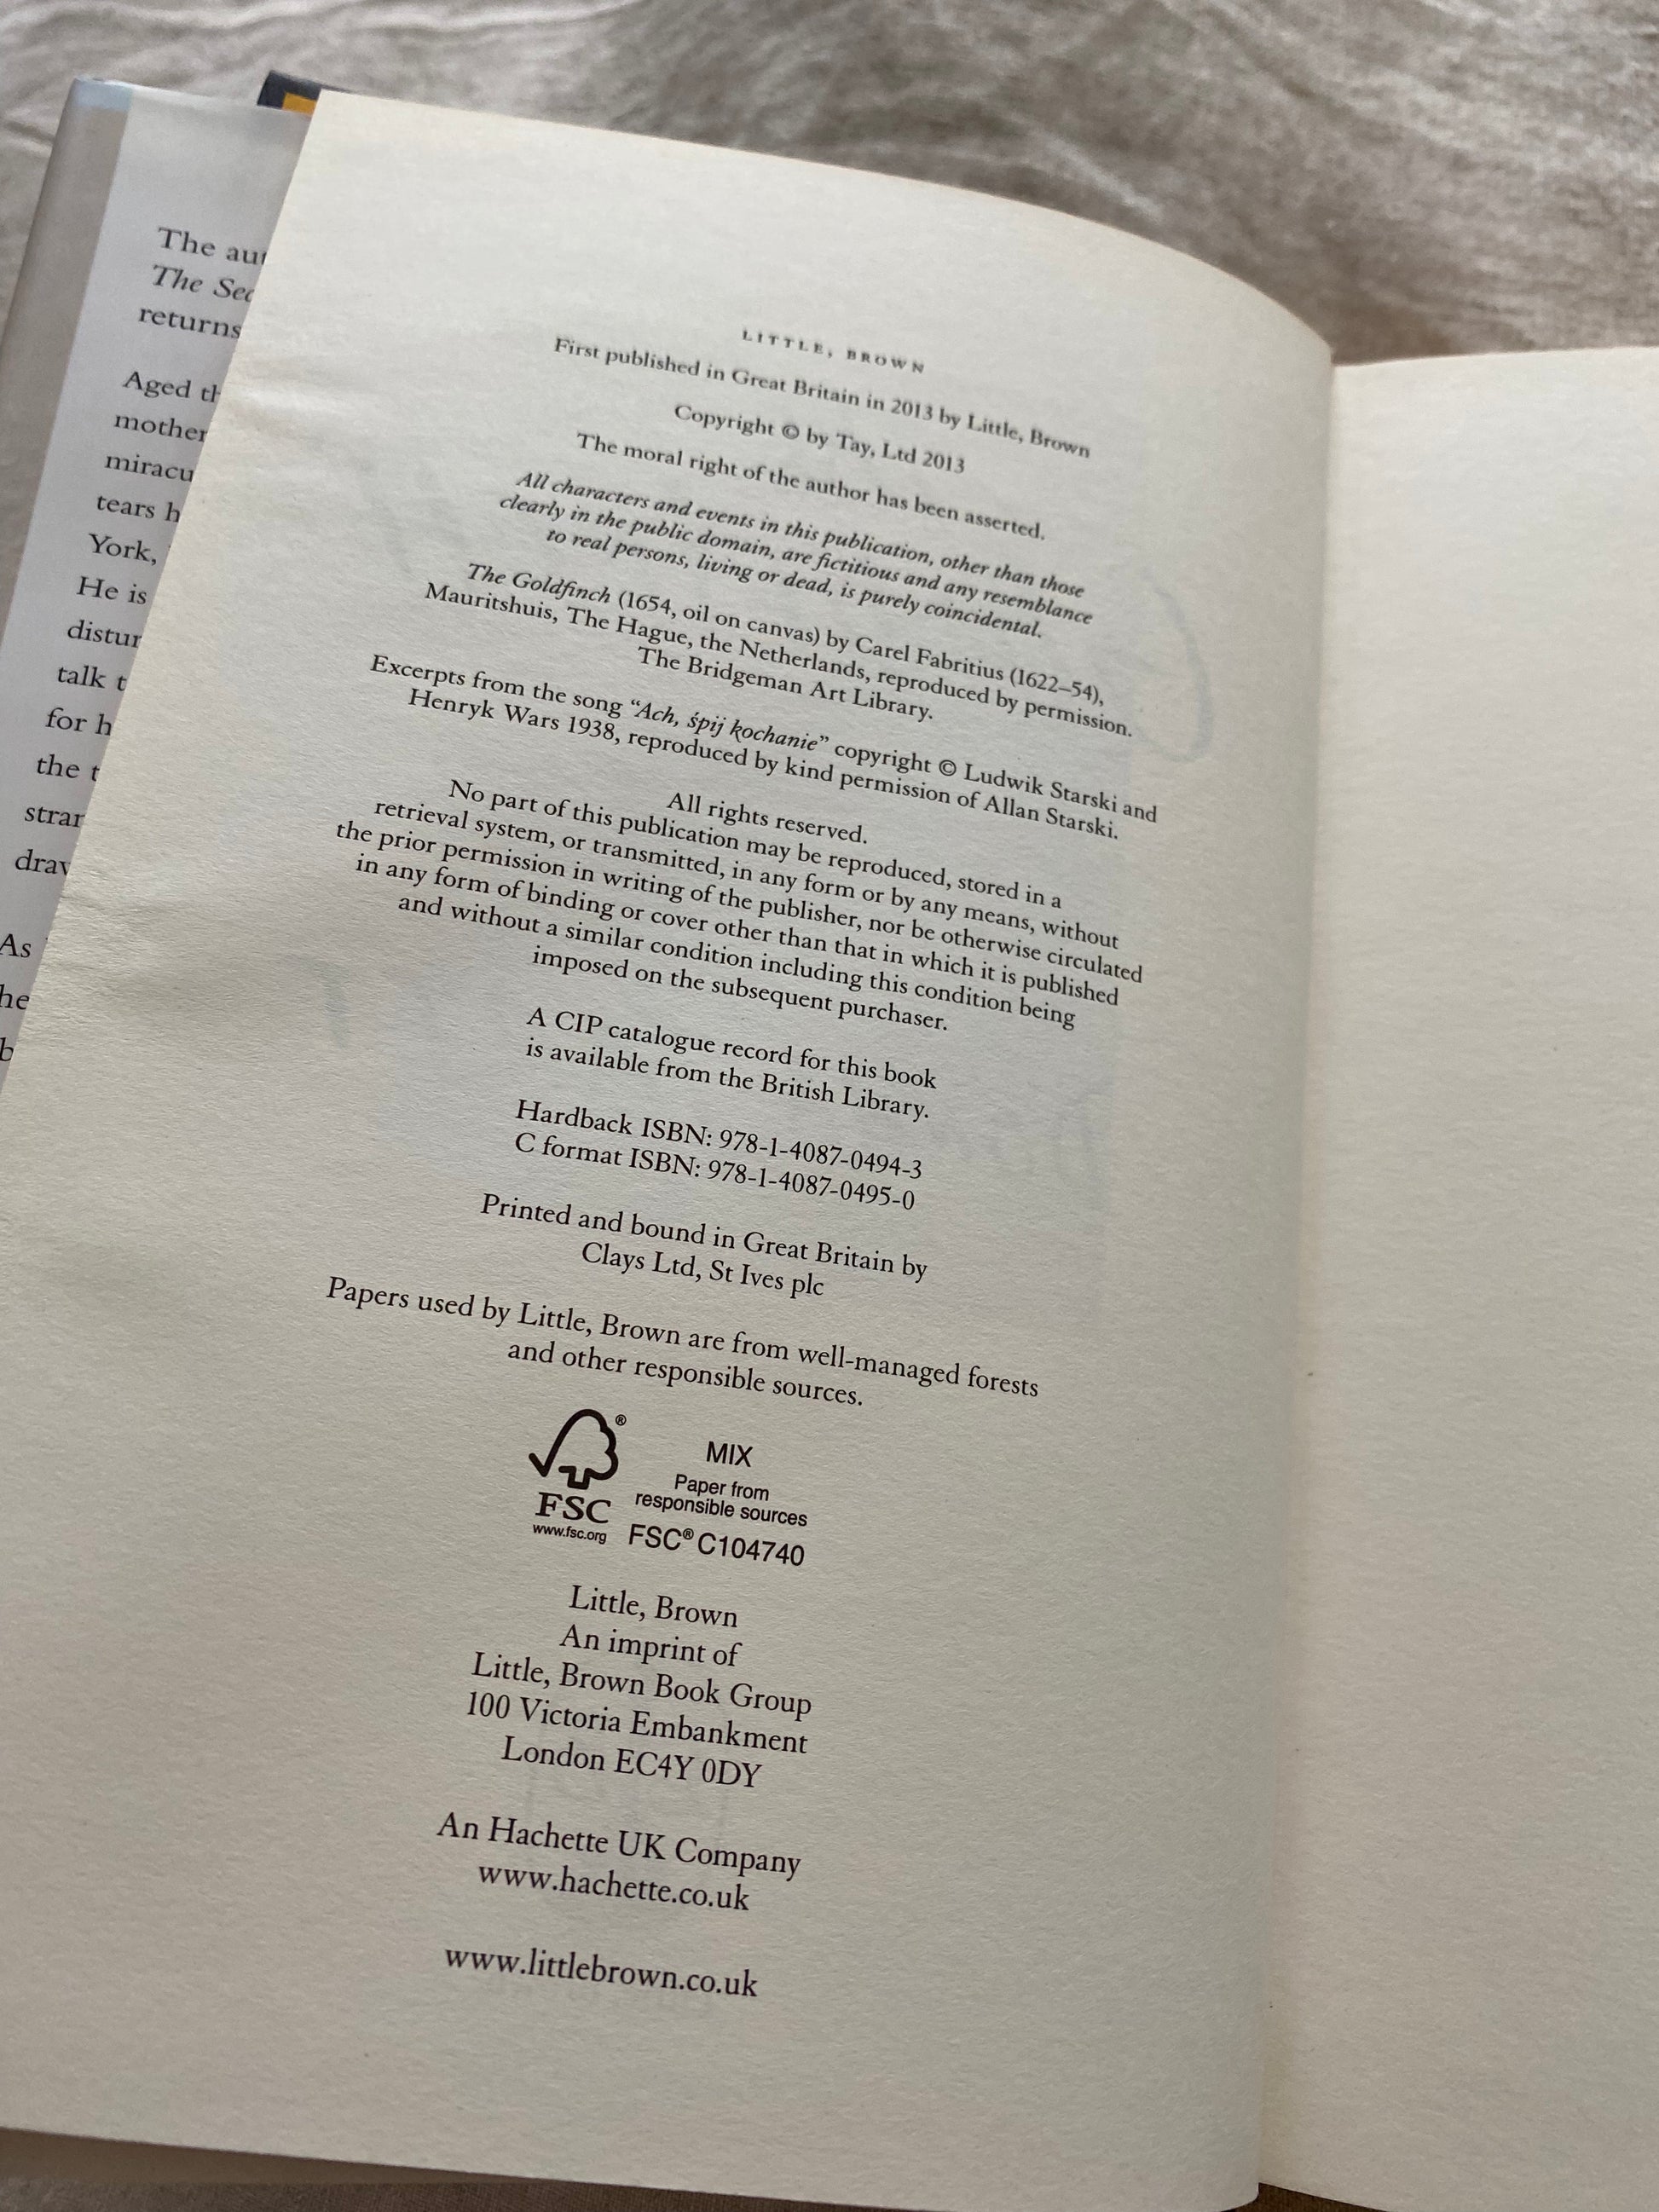 The aut
The Sec
returns
Aged th
mother
miracu
tears h
York,
He is
distur
talk t
for h
the t
stran
draw
As
he
b
LITTLE, BROWN
First published in Great Britain in 2013 by Little, Brown
Copyright © by Tay, Ltd 2013
The moral right of the author has been asserted.
All characters and events in this publication, other than those
clearly in the public domain, are fictitious and any resemblance
to real persons, living or dead, is purely coincidental.
The Goldfinch (1654, oil on canvas) by Carel Fabritius (1622–54),
Mauritshuis, The Hague, the Netherlands, reproduced by permission.
The Bridgeman Art Library.
Excerpts from the song “Ach, śpij kochanie” copyright © Ludwik Starski and
Henryk Wars 1938, reproduced by kind permission of Allan Starski.
All rights reserved.
No part of this publication may be reproduced, stored in a
retrieval system, or transmitted, in any form or by any means, without
the prior permission in writing of the publisher, nor be otherwise circulated
in any form of binding or cover other than that in which it is published
and without a similar condition including this condition being
imposed on the subsequent purchaser.
A CIP catalogue record for this book
is available from the British Library.
Hardback ISBN: 978-1-4087-0494-3
C format ISBN: 978-1-4087-0495-0
Printed and bound in Great Britain by
Clays Ltd, St Ives plc
Papers used by Little, Brown are from well-managed forests
and other responsible sources.
®
FSC
www.fsc.org
MIX
Paper from
responsible sources
FSC® C104740
Little, Brown
An imprint of
Little, Brown Book Group
100 Victoria Embankment
London EC4Y 0DY
An Hachette UK Company
www.hachette.co.uk
www.littlebrown.co.uk